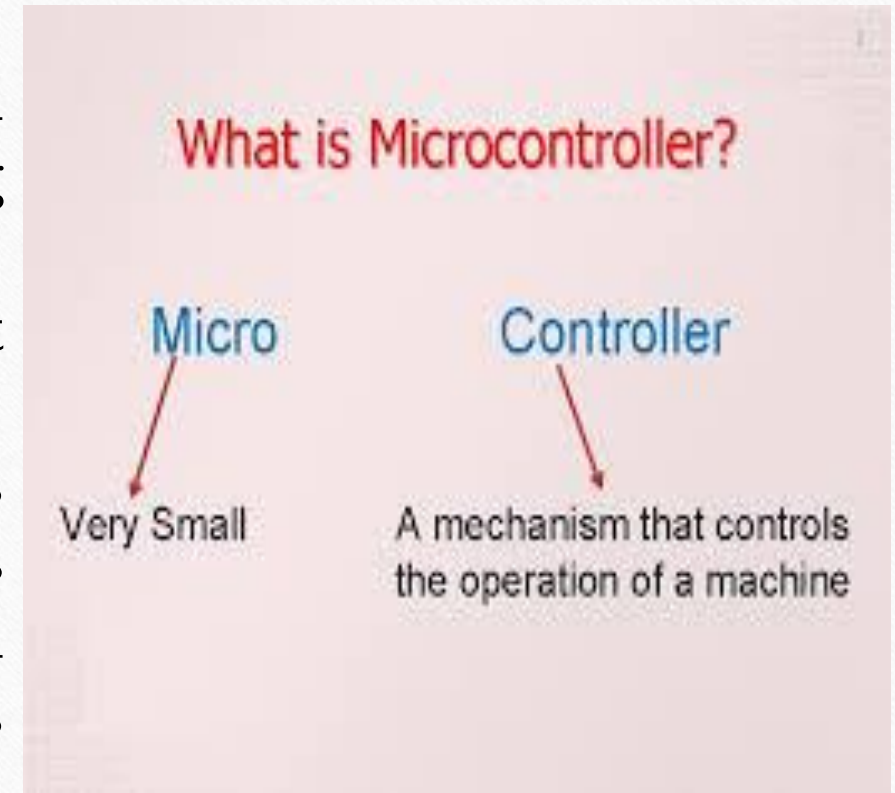 What is Microcontroller?
Micro Controller
Very Small A mechanism that controls
the operation of a machine